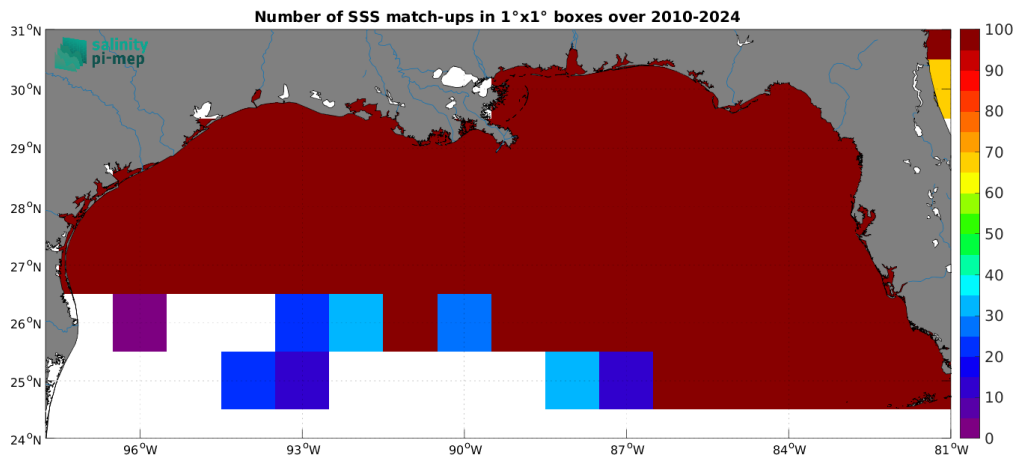 Number of SSS match-ups in 1°x1° boxes over 2010-2024
salinity
pi-mep
31°N
30°N
29°N
28°N
27°N
26°N
25°N
24°N
96°W
93°W
90°W
87°W
84°W
81°W
100
90
80
70
60
50
40
30
20
10
0